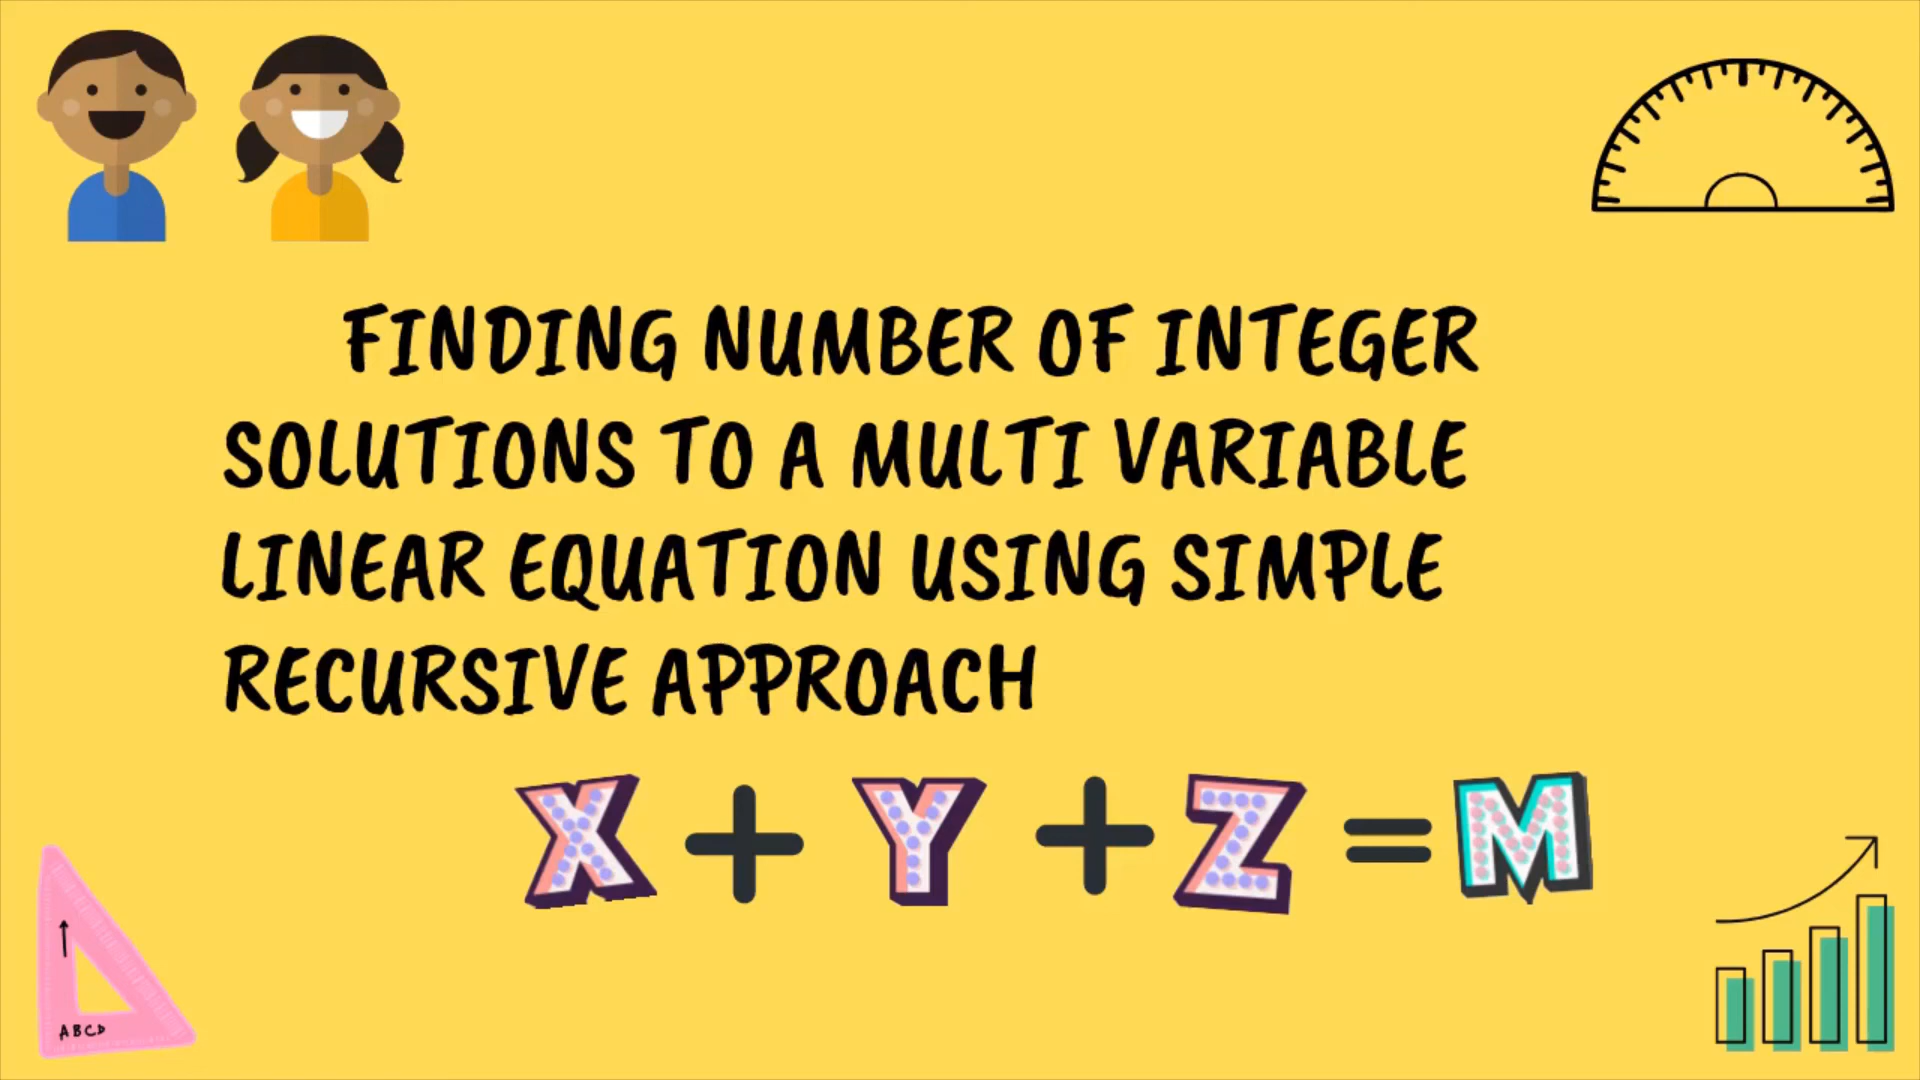 FINDING NUMBER OF INTEGER
SOLUTIONS TO A MULTI VARIABLE
LINEAR EQUATION USING SIMPLE
RECURSIVE APPROACH
X + Y + Z = M
ABCD